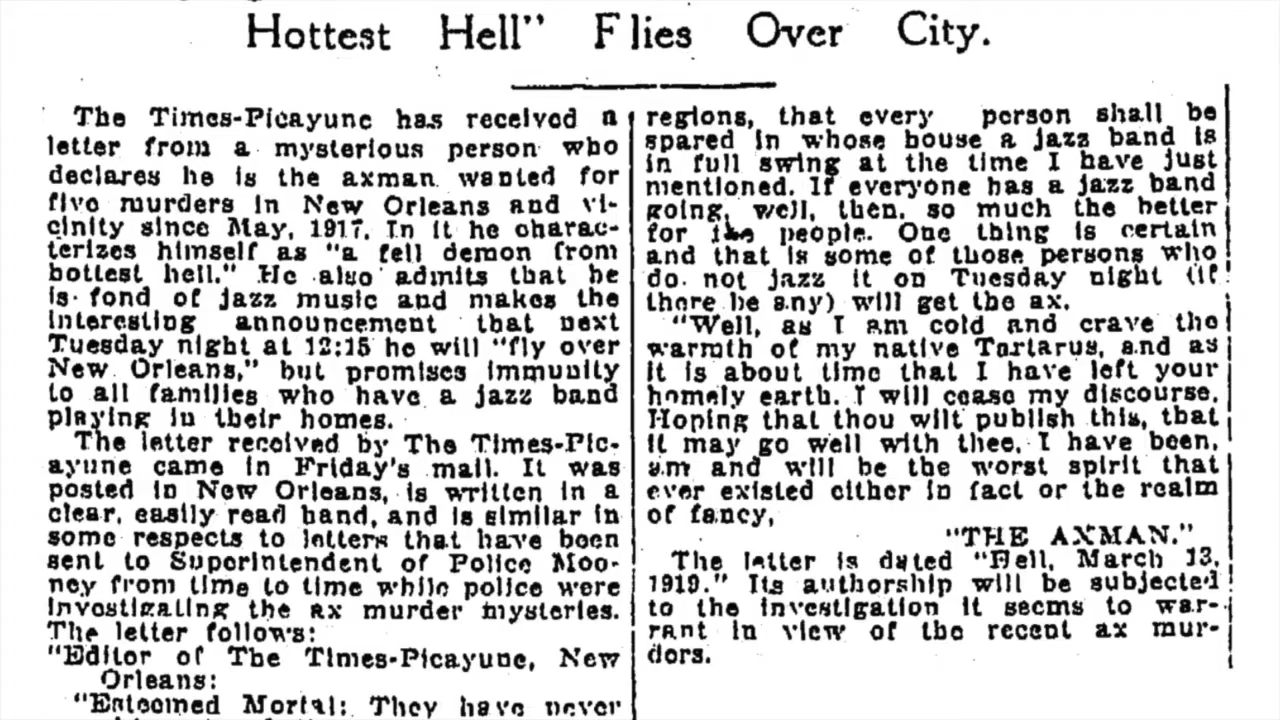 Hottest Hell" Flies Over City.
The Times-Picayune has received a
letter from a mysterious person who
declares he is the axman wanted for
five murders in New Orleans and vi-
cinity since May, 1917. In it he charac-
terizes himself as "a fell demon from
hottest hell." He also admits that he
is fond of jazz music and makes the
interesting announcement that next
Tuesday night at 12:15 he will "fly over
New Orleans," but promises immunity
to all families who have a jazz band
playing in their homes.
The letter received by The Times-Pic-
ayune came in Friday's mail. It was
posted in New Orleans, is written in a
clear, easily read hand, and is similar in
some respects to letters that have been
sent to Superintendent of Police Moo-
ney from time to time while police were
investigating the ax murder mysteries.
The letter follows:
"Editor of The Times-Picayune, New
Orleans:
"Esteemed Mortal: They have never
regions, that every person shall be
spared in whose house a jazz band is
in full swing at the time I have just
mentioned. If everyone has a jazz band
going, well, then, so much the better
for the people. One thing is certain
and that is some of those persons who
do not jazz it on Tuesday night (if
there be any) will get the ax.
"Well, as I am cold and crave the
warmth of my native Tartarus, and as
it is about time that I have left your
homely earth, I will cease my discourse.
Hoping that thou wilt publish this, that
it may go well with thee, I have been,
am and will be the worst spirit that
ever existed either in fact or the realm
of fancy,
"THE AXMAN."
The letter is dated "Hell, March 13,
1919." Its authorship will be subjected
to the investigation it seems to war-
rant in view of the recent ax mur-
ders.